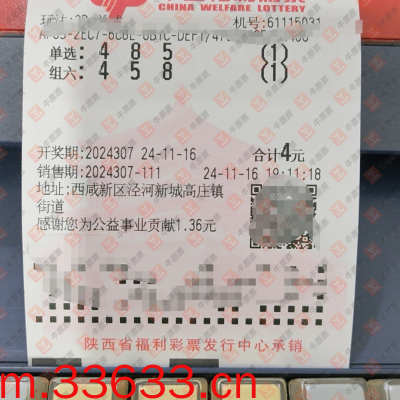 CHINA WELFARE LOTTERY
机号:61115031
单选: 4 8 5 (1)
组六: 4 5 8 (1)
开奖期:2024307 24-11-16 合计4元
销售期:2024307-111 24-11-16 19:11:18
地址:西咸新区泾河新城高庄镇
街道
感谢您为公益事业贡献1.36元
陕西省福利彩票发行中心承销
m.33633.cn